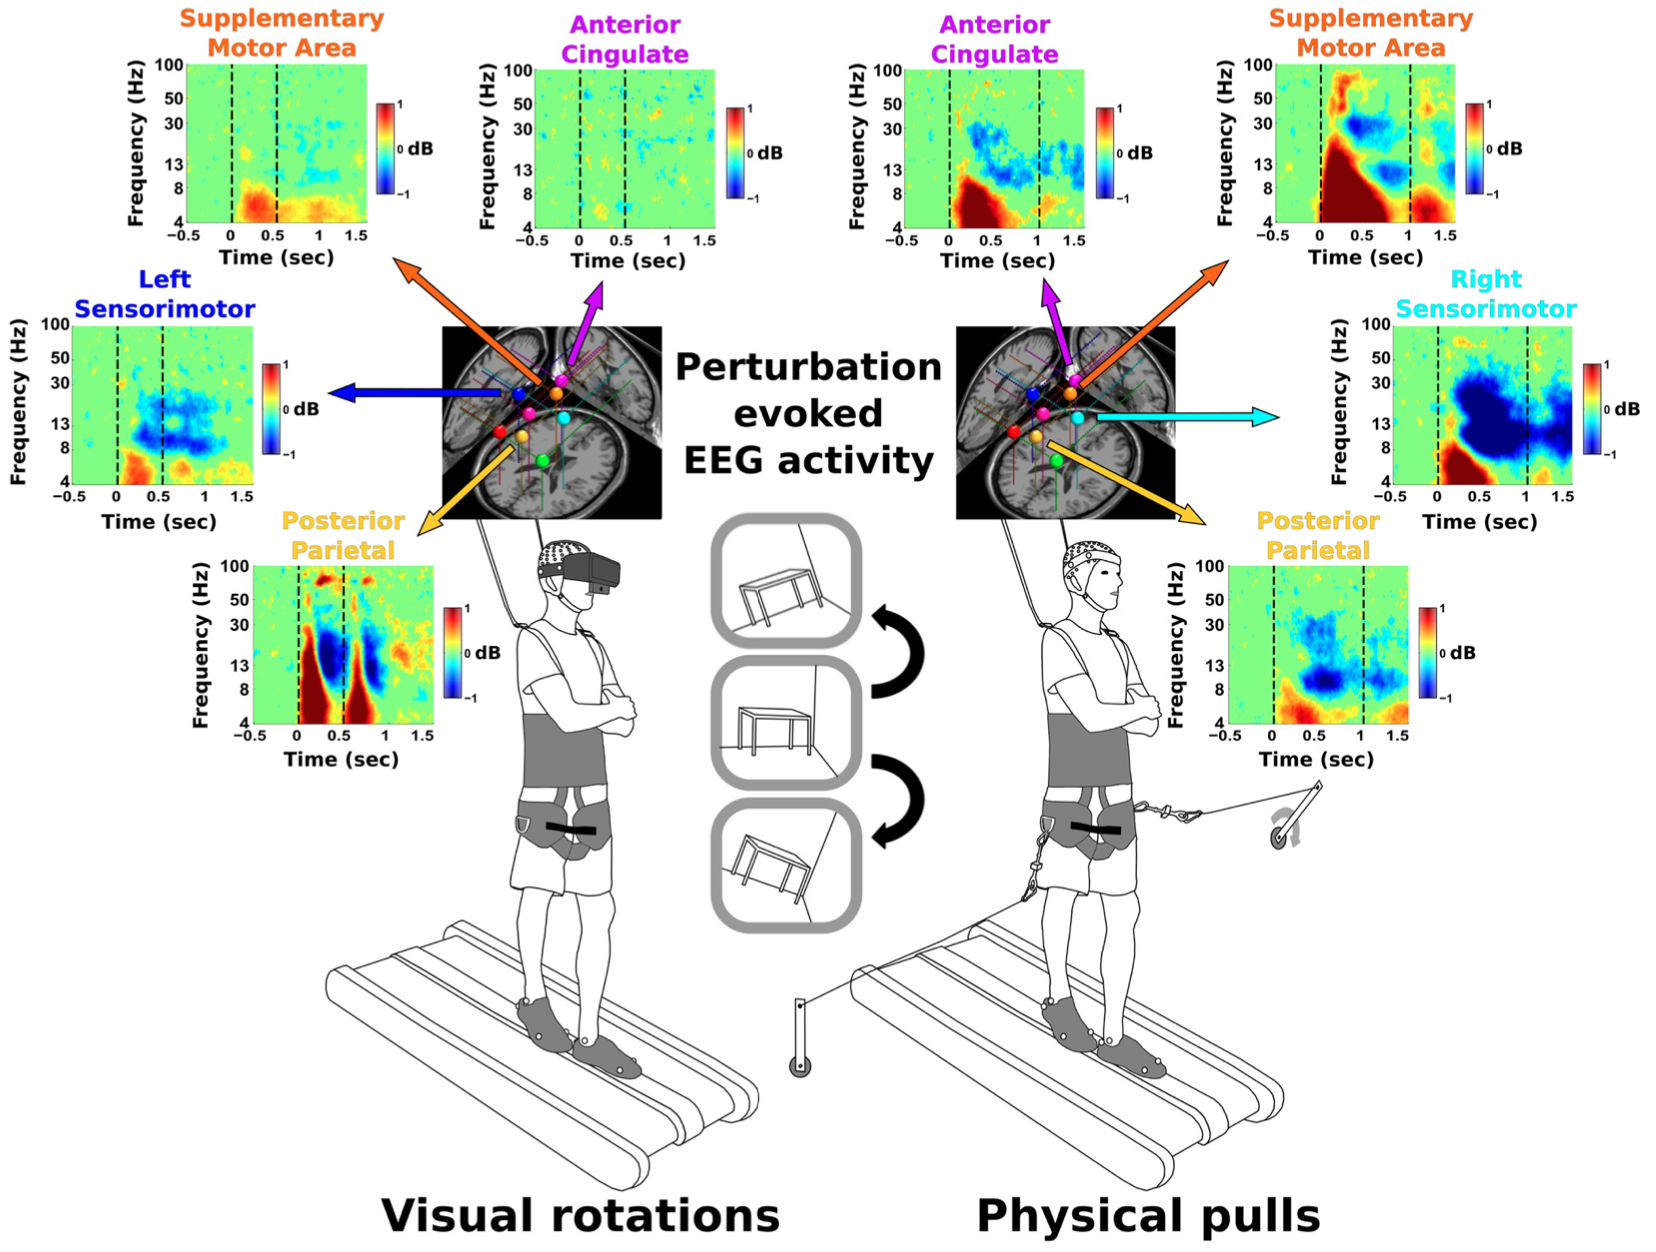 Supplementary
Motor Area
Frequency (Hz)
100
50
30
13
8
4
−0.5 0 0.5 1 1.5
Time (sec)
1
0 dB
−1
Anterior
Cingulate
Frequency (Hz)
100
50
30
13
8
4
−0.5 0 0.5 1 1.5
Time (sec)
1
0 dB
−1
Anterior
Cingulate
Frequency (Hz)
100
50
30
13
8
4
−0.5 0 0.5 1 1.5
Time (sec)
1
0 dB
−1
Supplementary
Motor Area
Frequency (Hz)
100
50
30
13
8
4
−0.5 0 0.5 1 1.5
Time (sec)
1
0 dB
−1
Left
Sensorimotor
Frequency (Hz)
100
50
30
13
8
4
−0.5 0 0.5 1 1.5
Time (sec)
1
0 dB
−1
Perturbation
evoked
EEG activity
Right
Sensorimotor
Frequency (Hz)
100
50
30
13
8
4
−0.5 0 0.5 1 1.5
Time (sec)
1
0 dB
−1
Posterior
Parietal
Frequency (Hz)
100
50
30
13
8
4
−0.5 0 0.5 1 1.5
Time (sec)
1
0 dB
−1
Posterior
Parietal
Frequency (Hz)
100
50
30
13
8
4
−0.5 0 0.5 1 1.5
Time (sec)
1
0 dB
−1
Visual rotations
Physical pulls